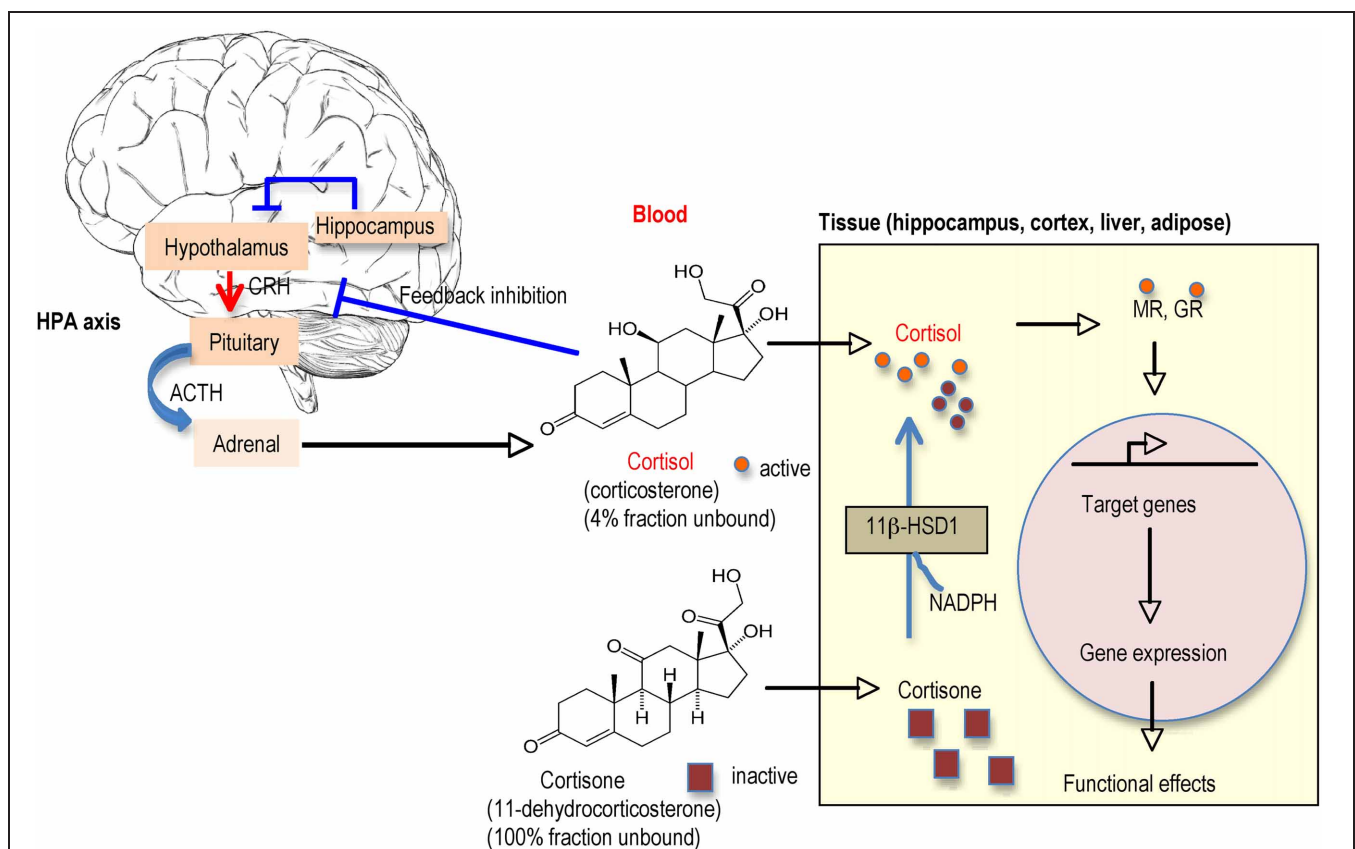 Hippocampus
Hypothalamus
CRH
HPA axis
Pituitary
ACTH
Adrenal
Feedback inhibition
Blood
HO
O
OH
HO
O
Cortisol
active
(corticosterone)
(4% fraction unbound)
HO
O
OH
O
H
H
H
O
Cortisone
inactive
(11-dehydrocorticosterone)
(100% fraction unbound)
Tissue (hippocampus, cortex, liver, adipose)
Cortisol
MR, GR
11β-HSD1
NADPH
Cortisone
Target genes
Gene expression
Functional effects